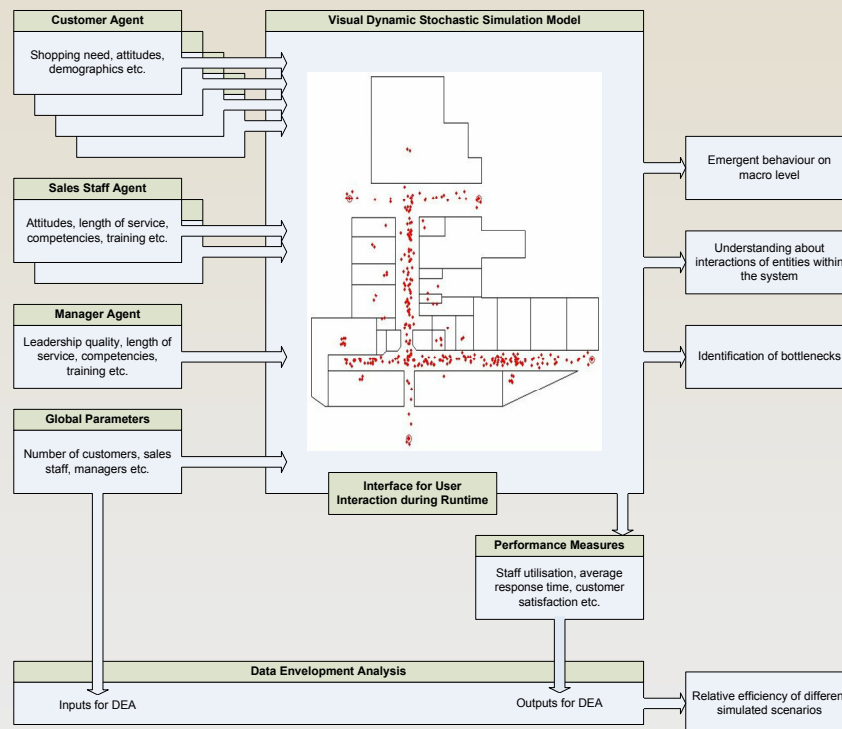 Customer Agent
Shopping need, attitudes,
demographics etc.
Visual Dynamic Stochastic Simulation Model
Sales Staff Agent
Attitudes, length of service,
competencies, training etc.
Manager Agent
Leadership quality, length of
service, competencies,
training etc.
Global Parameters
Number of customers, sales
staff, managers etc.
Interface for User
Interaction during Runtime
Emergent behaviour on
macro level
Understanding about
interactions of entities within
the system
Identification of bottlenecks
Performance Measures
Staff utilisation, average
response time, customer
satisfaction etc.
Data Envelopment Analysis
Inputs for DEA
Outputs for DEA
Relative efficiency of differen
simulated scenarios